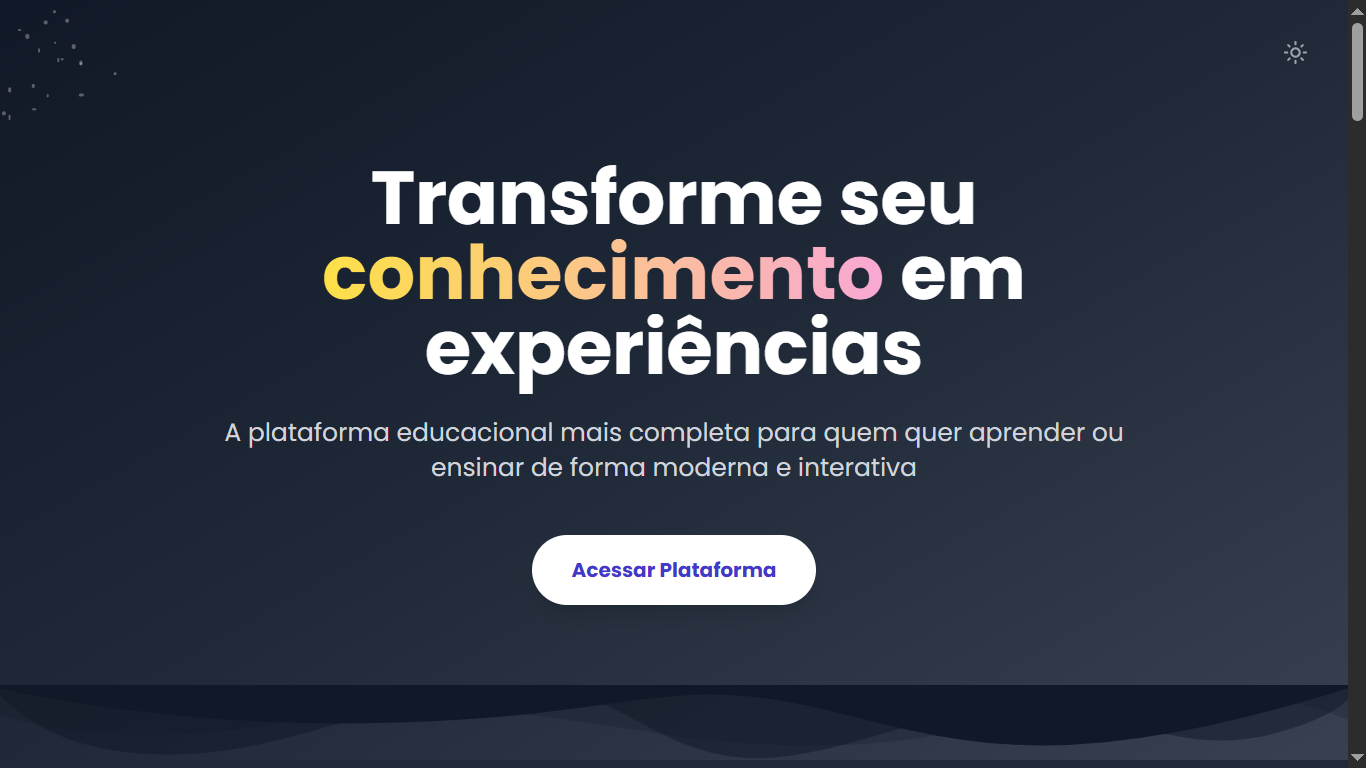 Transforme seu
conhecimento em
experiências
A plataforma educacional mais completa para quem quer aprender ou
ensinar de forma moderna e interativa
Acessar Plataforma